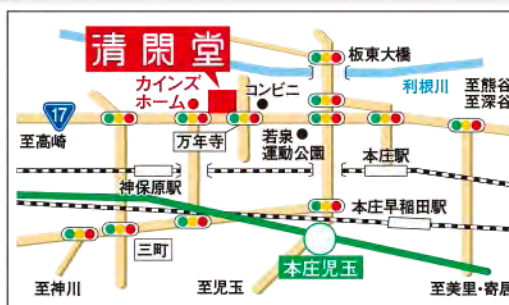 清閑堂
板東大橋
カインズ
ホーム
コンビニ
利根川
至熊谷
至深谷
17
至高崎
万年寺
若泉
運動公園
本庄駅
神保原駅
本庄早稲田駅
三町
本庄児玉
至神川
至児玉
至美里・寄居